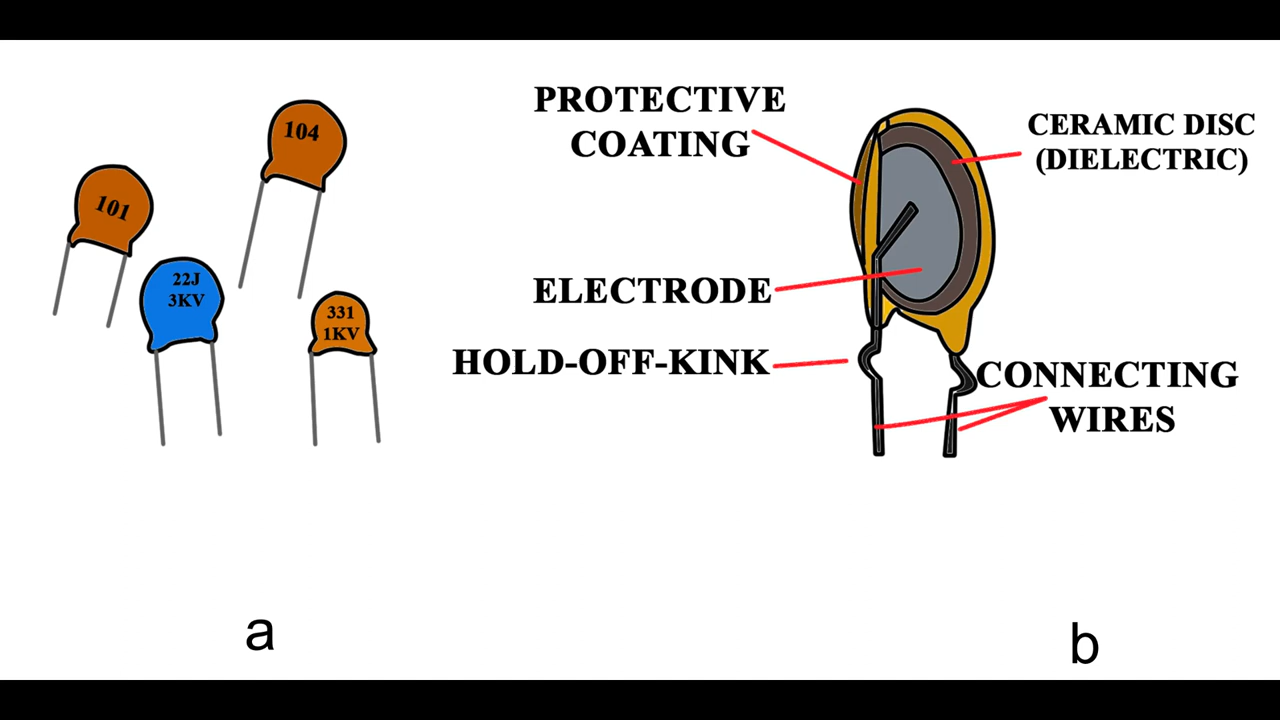 104
101
22J
3KV
331
1KV
a
PROTECTIVE
COATING
CERAMIC DISC
(DIELECTRIC)
ELECTRODE
HOLD-OFF-KINK
CONNECTING
WIRES
b